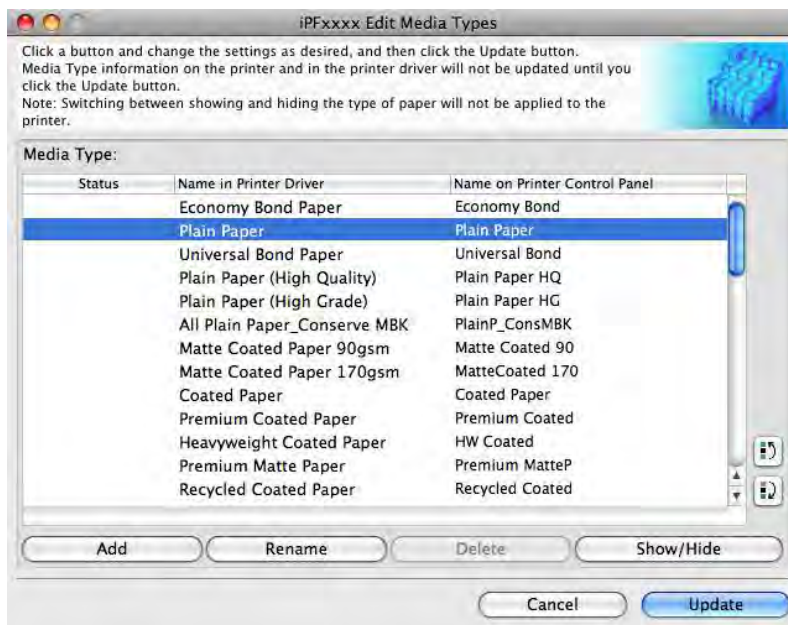 iPFxxxx Edit Media Types
Click a button and change the settings as desired, and then click the Update button.
Media Type information on the printer and in the printer driver will not be updated until you
click the Update button.
Note: Switching between showing and hiding the type of paper will not be applied to the
printer.
Media Type:
Status Name in Printer Driver Name on Printer Control Panel
Economy Bond Paper Economy Bond
Plain Paper Plain Paper
Universal Bond Paper Universal Bond
Plain Paper (High Quality) Plain Paper HQ
Plain Paper (High Grade) Plain Paper HG
All Plain Paper_Conserve MBK PlainP_ConsMBK
Matte Coated Paper 90gsm Matte Coated 90
Matte Coated Paper 170gsm MatteCoated 170
Coated Paper Coated Paper
Premium Coated Paper Premium Coated
Heavyweight Coated Paper HW Coated
Premium Matte Paper Premium MatteP
Recycled Coated Paper Recycled Coated
Add Rename Delete Show/Hide
Cancel Update